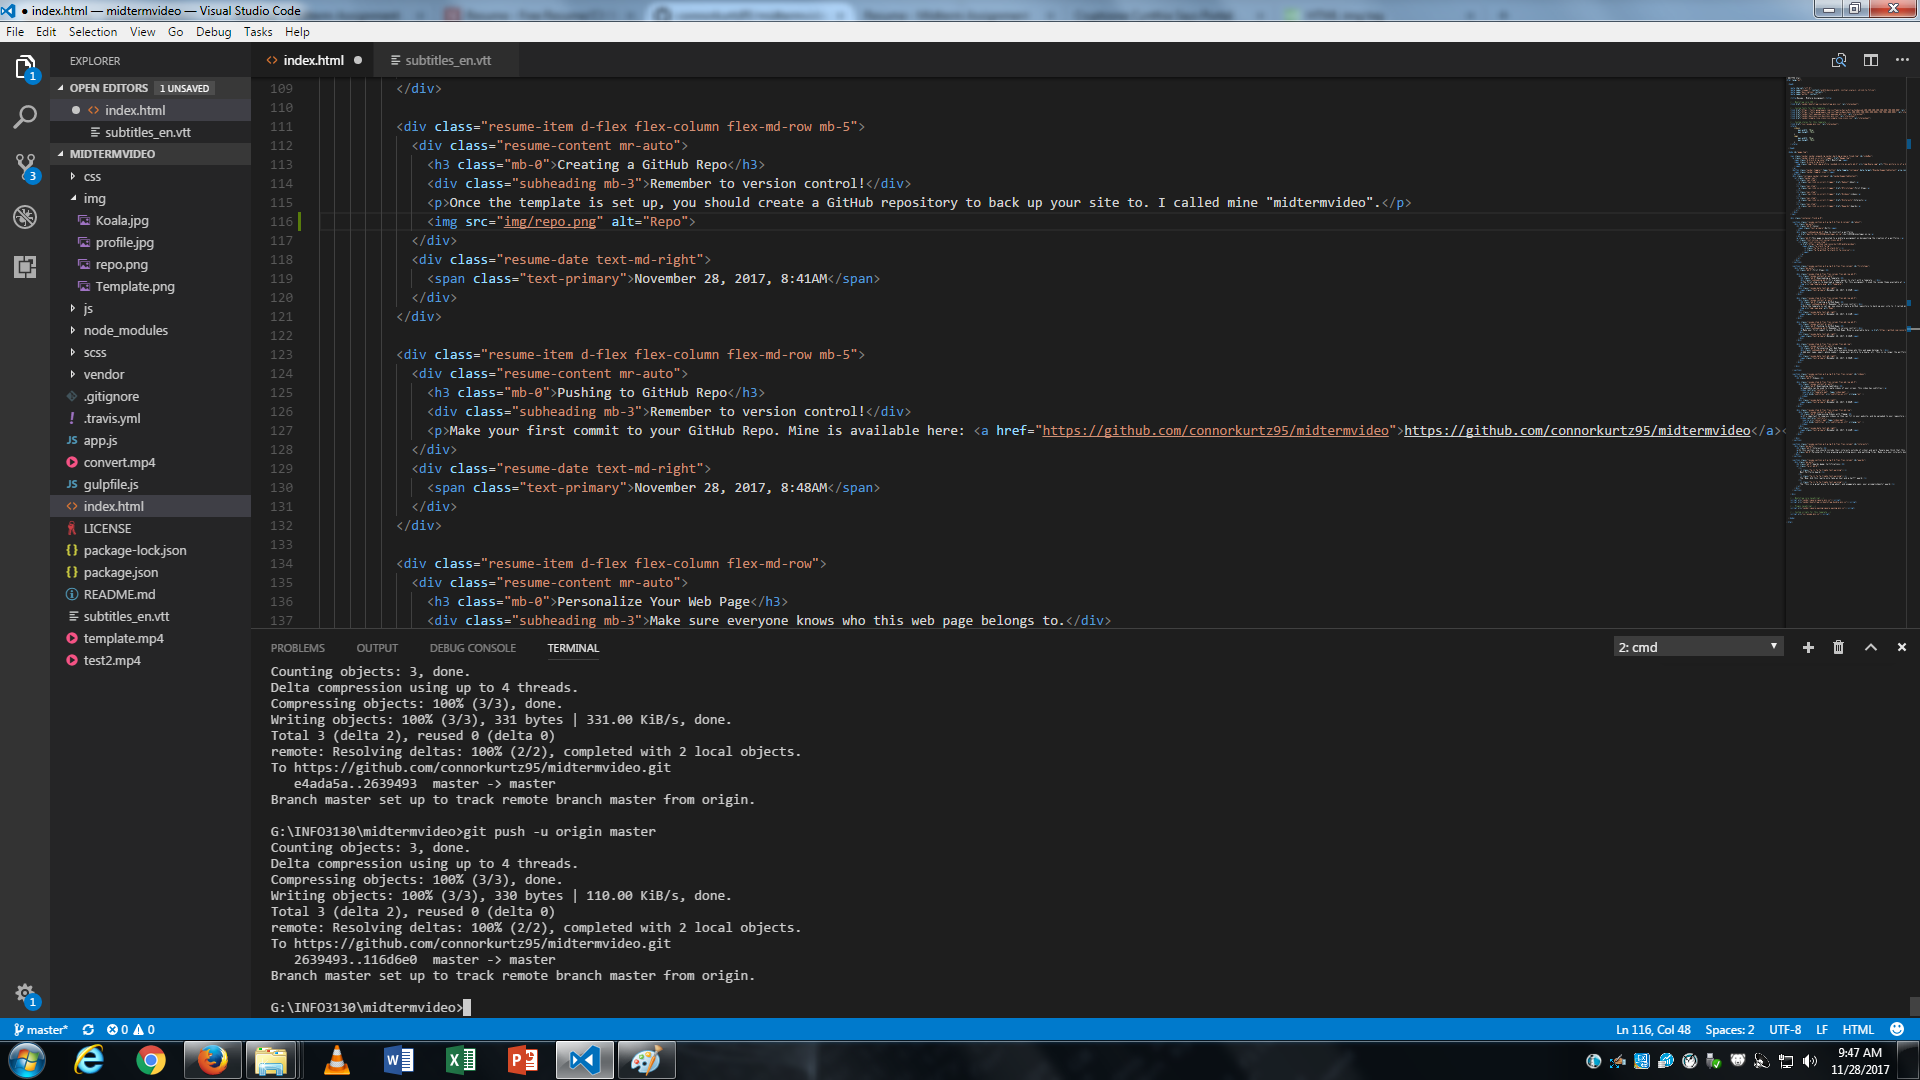 ● index.html — midtermvideo — Visual Studio Code
File Edit Selection View Go Debug Tasks Help
EXPLORER
OPEN EDITORS 1 UNSAVED
index.html
subtitles_en.vtt
MIDTERMVIDEO
css
img
Koala.jpg
profile.jpg
repo.png
Template.png
js
node_modules
scss
vendor
.gitignore
.travis.yml
JS app.js
convert.mp4
JS gulpfile.js
<> index.html
LICENSE
{} package-lock.json
{} package.json
README.md
subtitles_en.vtt
template.mp4
test2.mp4
1
3
1
<> index.html ● subtitles_en.vtt
109 </div>
110
111 <div class="resume-item d-flex flex-column flex-md-row mb-5">
112 <div class="resume-content mr-auto">
113 <h3 class="mb-0">Creating a GitHub Repo</h3>
114 <div class="subheading mb-3">Remember to version control!</div>
115 <p>Once the template is set up, you should create a GitHub repository to back up your site to. I called mine "midtermvideo".</p>
116 <img src="img/repo.png" alt="Repo">
117 </div>
118 <div class="resume-date text-md-right">
119 <span class="text-primary">November 28, 2017, 8:41AM</span>
120 </div>
121 </div>
122
123 <div class="resume-item d-flex flex-column flex-md-row mb-5">
124 <div class="resume-content mr-auto">
125 <h3 class="mb-0">Pushing to GitHub Repo</h3>
126 <div class="subheading mb-3">Remember to version control!</div>
127 <p>Make your first commit to your GitHub Repo. Mine is available here: <a href="https://github.com/connorkurtz95/midtermvideo">https://github.com/connorkurtz95/midtermvideo</a><
128 </div>
129 <div class="resume-date text-md-right">
130 <span class="text-primary">November 28, 2017, 8:48AM</span>
131 </div>
132 </div>
133
134 <div class="resume-item d-flex flex-column flex-md-row">
135 <div class="resume-content mr-auto">
136 <h3 class="mb-0">Personalize Your Web Page</h3>
137 <div class="subheading mb-3">Make sure everyone knows who this web page belongs to.</div>
PROBLEMS OUTPUT DEBUG CONSOLE TERMINAL 2: cmd
Counting objects: 3, done.
Delta compression using up to 4 threads.
Compressing objects: 100% (3/3), done.
Writing objects: 100% (3/3), 331 bytes | 331.00 KiB/s, done.
Total 3 (delta 2), reused 0 (delta 0)
remote: Resolving deltas: 100% (2/2), completed with 2 local objects.
To https://github.com/connorkurtz95/midtermvideo.git
e4ada5a..2639493 master -> master
Branch master set up to track remote branch master from origin.
G:\INFO3130\midtermvideo>git push -u origin master
Counting objects: 3, done.
Delta compression using up to 4 threads.
Compressing objects: 100% (3/3), done.
Writing objects: 100% (3/3), 330 bytes | 110.00 KiB/s, done.
Total 3 (delta 2), reused 0 (delta 0)
remote: Resolving deltas: 100% (2/2), completed with 2 local objects.
To https://github.com/connorkurtz95/midtermvideo.git
2639493..116d6e0 master -> master
Branch master set up to track remote branch master from origin.
G:\INFO3130\midtermvideo>
master* 0 0 Ln 116, Col 48 Spaces: 2 UTF-8 LF HTML
9:47 AM
11/28/2017